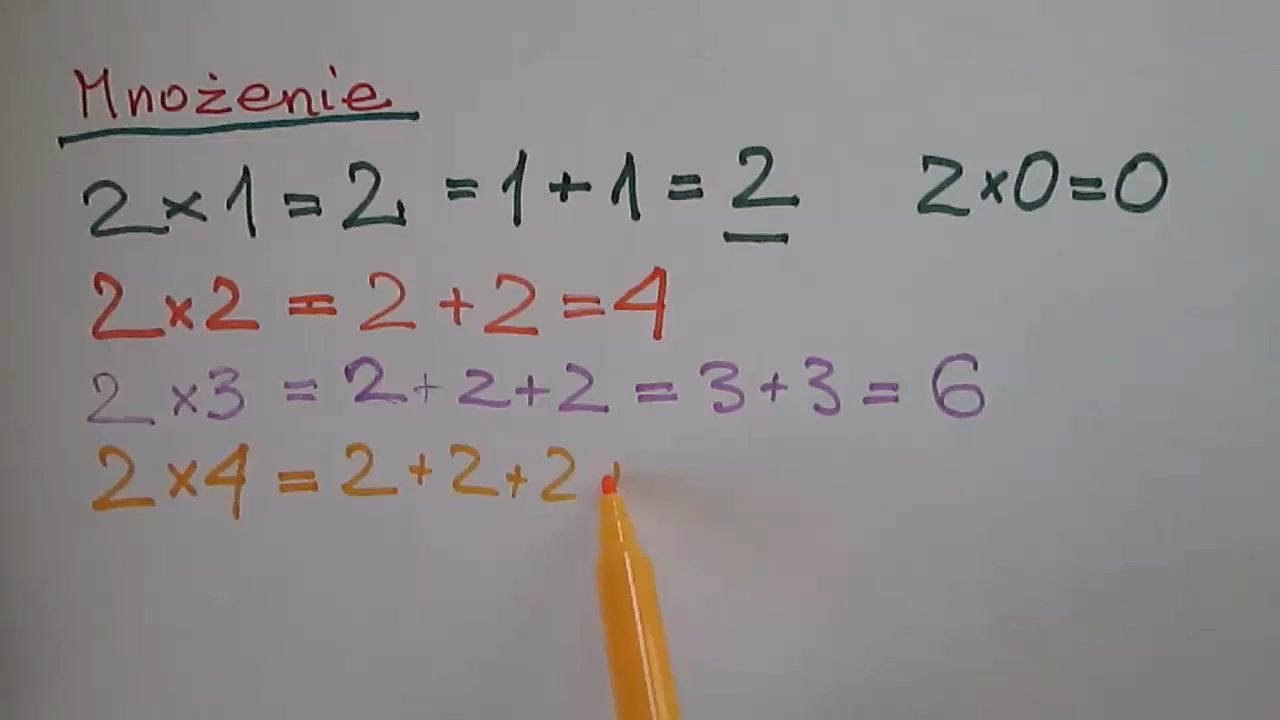 Mnożenie
2×1=2 =1+1=2 2×0=0
2×2=2+2=4
2×3=2+2+2=3+3=6
2×4=2+2+2+